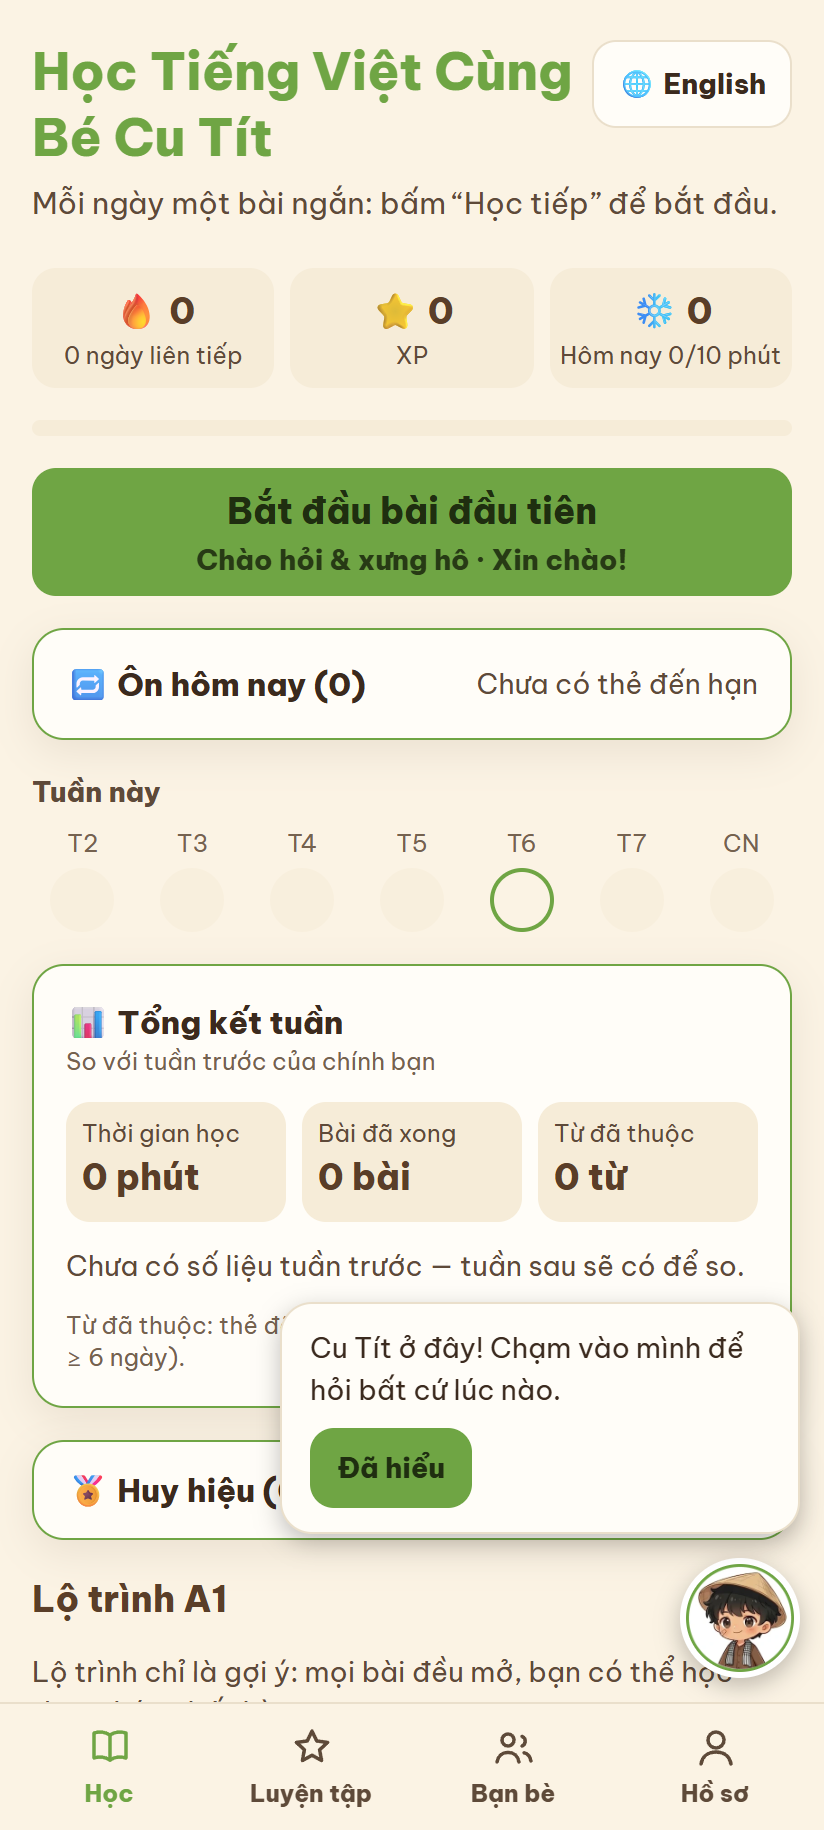 Học Tiếng Việt Cùng
Bé Cu Tít
English
Mỗi ngày một bài ngắn: bấm “Học tiếp” để bắt đầu.
0
0 ngày liên tiếp
0
XP
0
Hôm nay 0/10 phút
Bắt đầu bài đầu tiên
Chào hỏi & xưng hô · Xin chào!
Ôn hôm nay (0)
Chưa có thẻ đến hạn
Tuần này
T2 T3 T4 T5 T6 T7 CN
Tổng kết tuần
So với tuần trước của chính bạn
Thời gian học
0 phút
Bài đã xong
0 bài
Từ đã thuộc
0 từ
Chưa có số liệu tuần trước — tuần sau sẽ có để so.
Từ đã thuộc: thẻ
≥ 6 ngày).
Cu Tít ở đây! Chạm vào mình để
hỏi bất cứ lúc nào.
Đã hiểu
Huy hiệu
Lộ trình A1
Lộ trình chỉ là gợi ý: mọi bài đều mở, bạn có thể học
Học
Luyện tập
Bạn bè
Hồ sơ